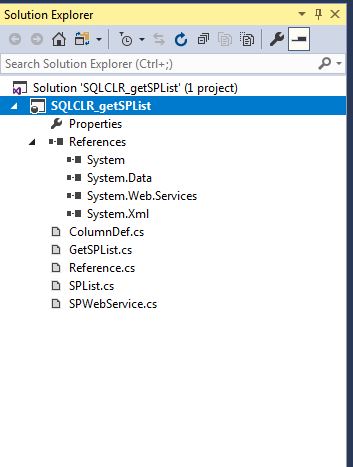 Solution Explorer
Search Solution Explorer (Ctrl+;)
Solution 'SQLCLR_getSPList' (1 project)
SQLCLR_getSPList
Properties
References
System
System.Data
System.Web.Services
System.Xml
ColumnDef.cs
GetSPList.cs
Reference.cs
SPList.cs
SPWebService.cs